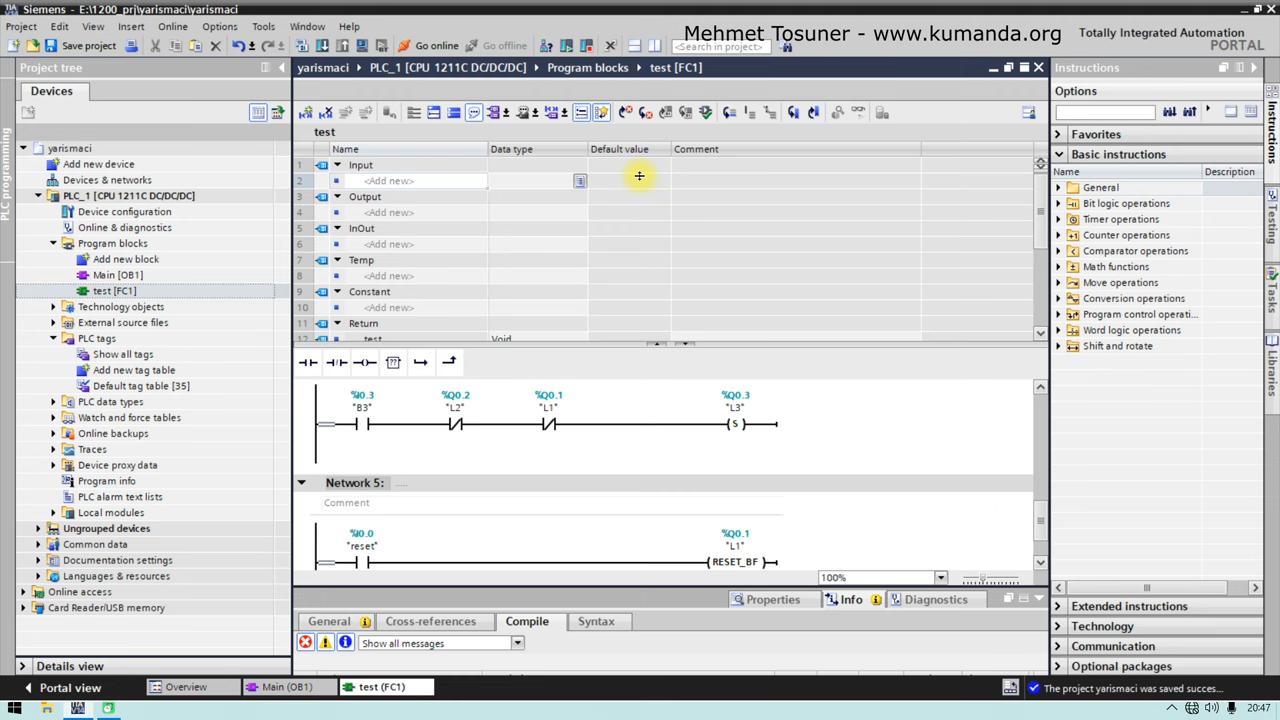 Siemens - E:\1200_prj\yarismaci\yarismaci
Project Edit View Insert Online Options Tools Window Help
Mehmet Tosuner - www.kumanda.org
Totally Integrated Automation
PORTAL
Save project Go online Go offline <Search in project>
Project tree
yarismaci PLC_1 [CPU 1211C DC/DC/DC] Program blocks test [FC1]
Instructions
Devices
Options
test
Name Data type Default value Comment
1 Input
2 <Add new>
3 Output
4 <Add new>
5 InOut
6 <Add new>
7 Temp
8 <Add new>
9 Constant
10 <Add new>
11 Return
12 test Void
yarismaci
Add new device
Devices & networks
PLC_1 [CPU 1211C DC/DC/DC]
Device configuration
Online & diagnostics
Program blocks
Add new block
Main [OB1]
test [FC1]
Technology objects
External source files
PLC tags
Show all tags
Add new tag table
Default tag table [35]
PLC data types
Watch and force tables
Online backups
Traces
Device proxy data
Program info
PLC alarm text lists
Local modules
Ungrouped devices
Common data
Documentation settings
Languages & resources
Online access
Card Reader/USB memory
Details view
PLC programming
%I0.3 %Q0.2 %Q0.1 %Q0.3
"B3" "L2" "L1" "L3"
S
Network 5: .....
Comment
%I0.0 %Q0.1
"reset" "L1"
RESET_BF
100%
Properties Info Diagnostics
General Cross-references Compile Syntax
Show all messages
Favorites
Basic instructions
Name Description
General
Bit logic operations
Timer operations
Counter operations
Comparator operations
Math functions
Move operations
Conversion operations
Program control operati...
Word logic operations
Shift and rotate
Extended instructions
Technology
Communication
Optional packages
Instructions
Testing
Tasks
Libraries
Portal view Overview Main (OB1) test (FC1)
The project yarismaci was saved succes...
20:47